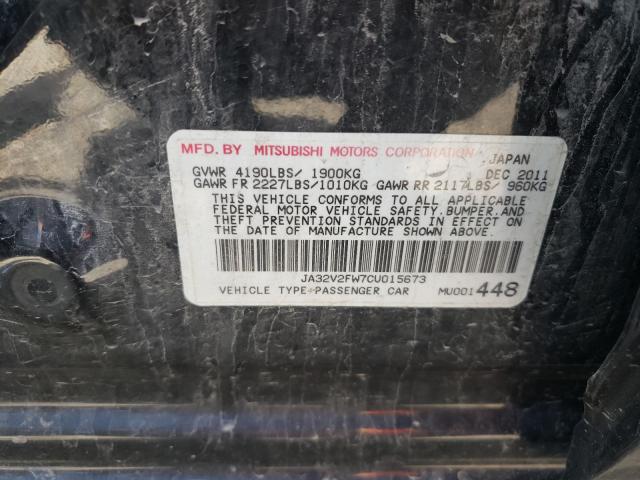 MFD. BY MITSUBISHI MOTORS CORPORATION JAPAN
GVWR 4190LBS/ 1900KG DEC 2011
GAWR FR 2227LBS/1010KG GAWR RR 2117LBS/ 960KG
THIS VEHICLE CONFORMS TO ALL APPLICABLE
FEDERAL MOTOR VEHICLE SAFETY, BUMPER, AND
THEFT PREVENTION STANDARDS IN EFFECT ON
THE DATE OF MANUFACTURE SHOWN ABOVE.
JA32V2FW7CU015673
VEHICLE TYPE:PASSENGER CAR MU001448